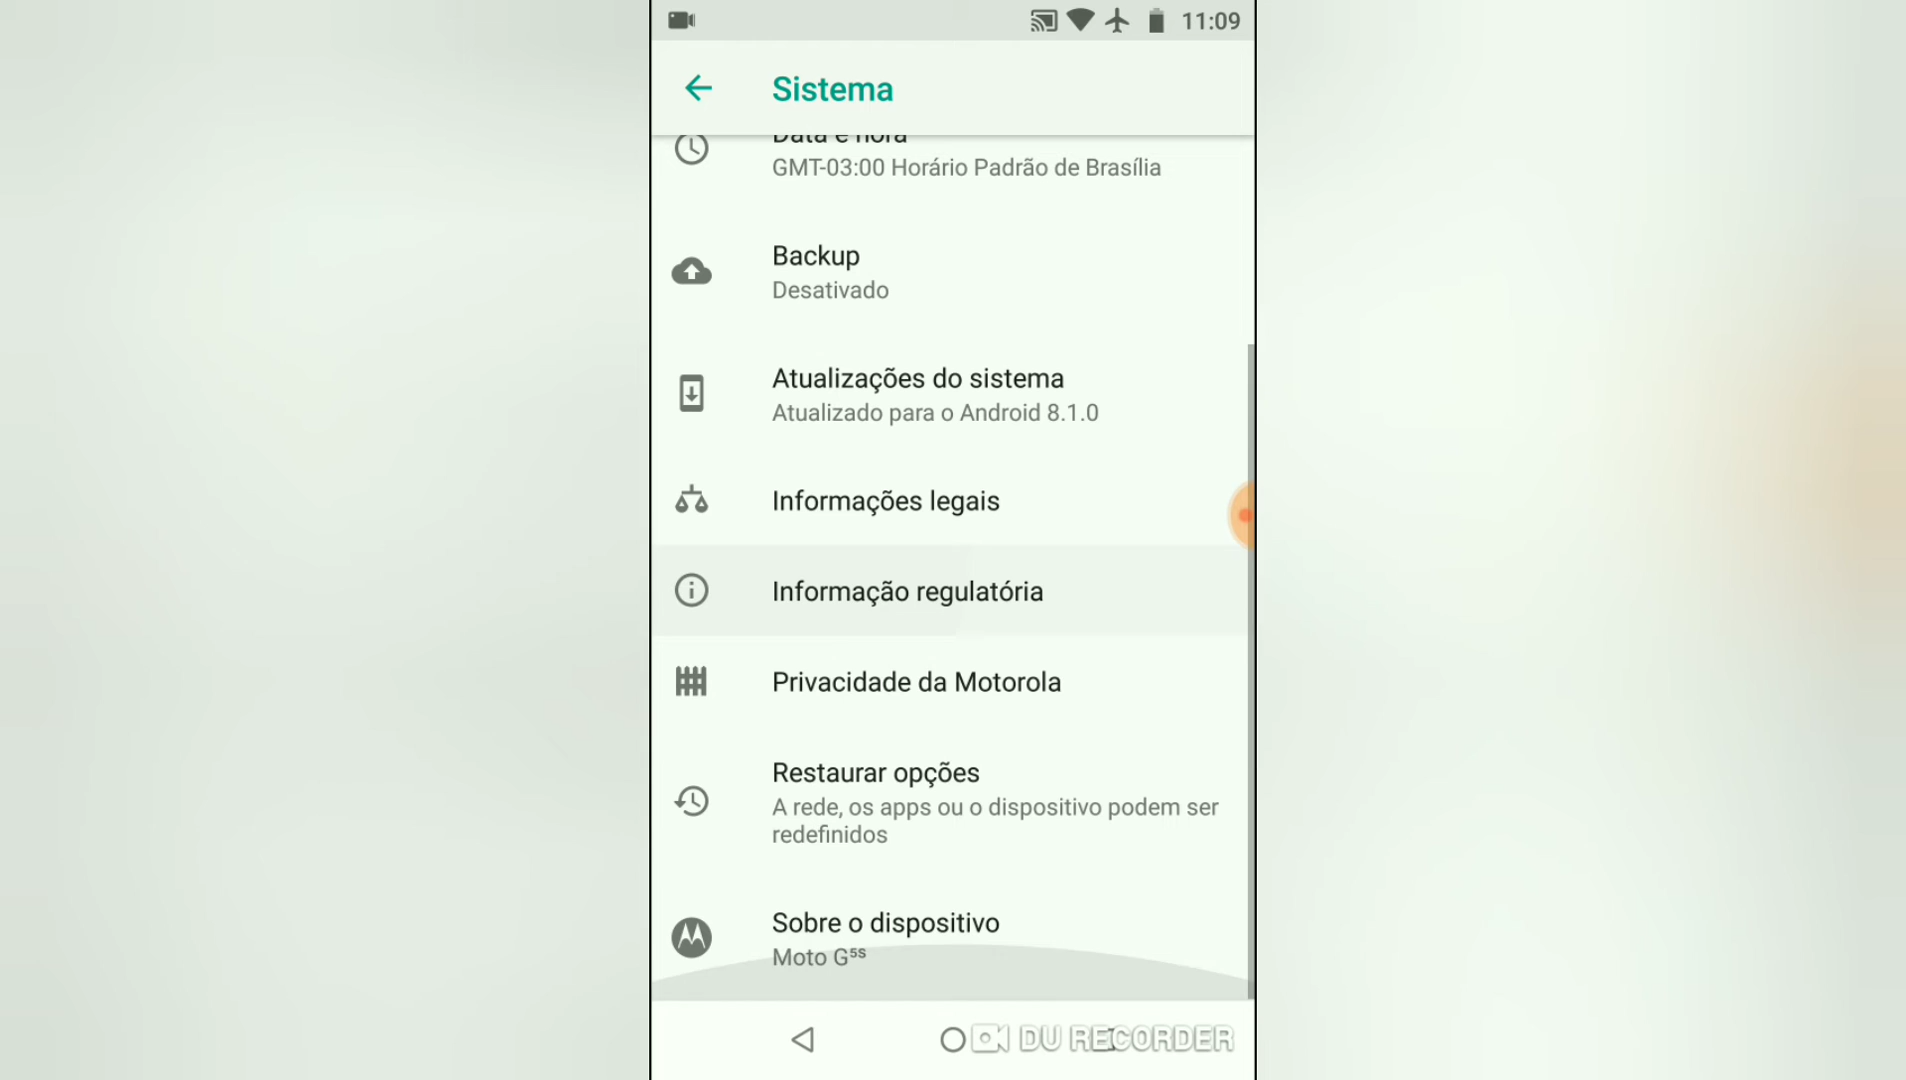 11:09
Sistema
Data e hora
GMT-03:00 Horário Padrão de Brasília
Backup
Desativado
Atualizações do sistema
Atualizado para o Android 8.1.0
Informações legais
Informação regulatória
Privacidade da Motorola
Restaurar opções
A rede, os apps ou o dispositivo podem ser
redefinidos
Sobre o dispositivo
Moto G⁵ˢ
DU RECORDER